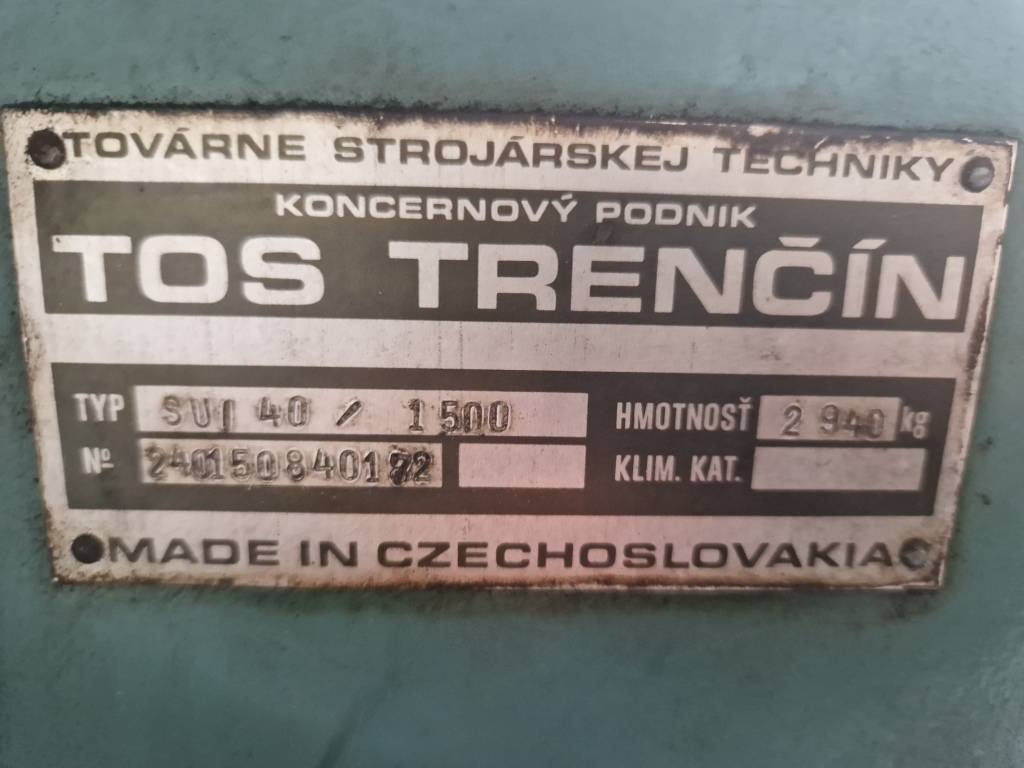 TOVÁRNE STROJÁRSKEJ TECHNIKY
KONCERNOVÝ PODNIK
TOS TRENČÍN
TYP SUI 40 / 1500 HMOTNOSŤ 2 940 kg
Nº KLIM. KAT.
MADE IN CZECHOSLOVAKIA